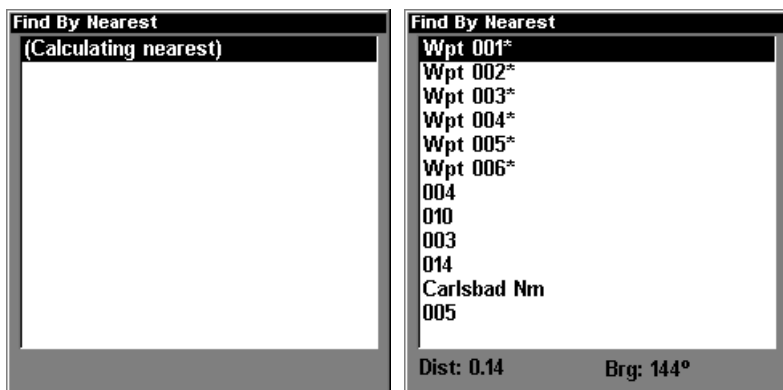 Find By Nearest
(Calculating nearest)
Find By Nearest
Wpt 001*
Wpt 002*
Wpt 003*
Wpt 004*
Wpt 005*
Wpt 006*
004
010
003
014
Carlsbad Nm
005
Dist: 0.14 Brg: 144º